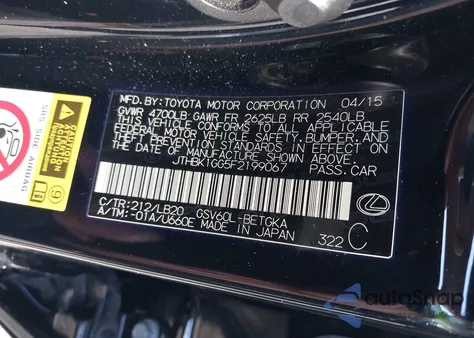 MFD. BY: TOYOTA MOTOR CORPORATION 04/15
GVWR 4700LB GAWR FR 2625LB RR 2540LB
THIS VEHICLE CONFORMS TO ALL APPLICABLE
FEDERAL MOTOR VEHICLE SAFETY, BUMPER, AND
THEFT PREVENTION STANDARDS IN EFFECT ON
THE DATE OF MANUFACTURE SHOWN ABOVE.
JTHBK1GG5F2199067 PASS.CAR
C/TR:212/LB20 GSV60L-BETGKA
A/TM:-01A/U660E MADE IN JAPAN 322 C
9
autoSnap